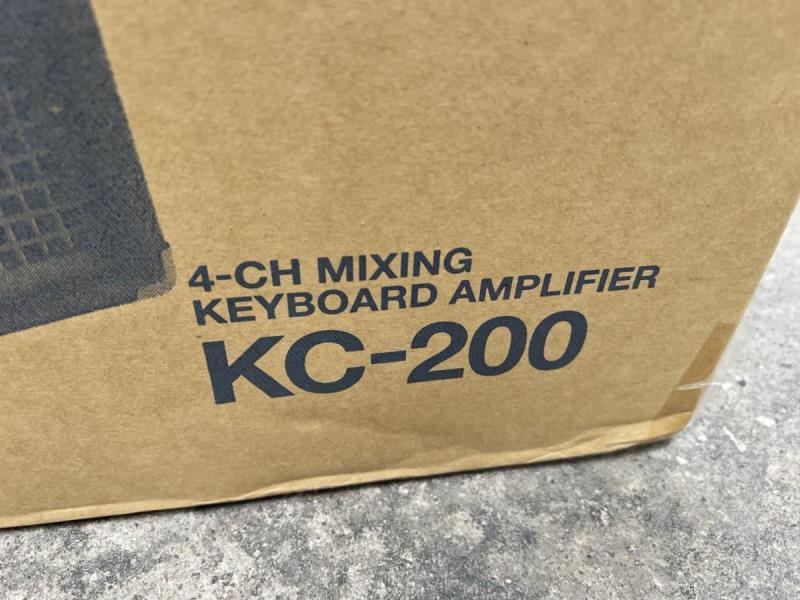 4-CH MIXING
KEYBOARD AMPLIFIER
KC-200